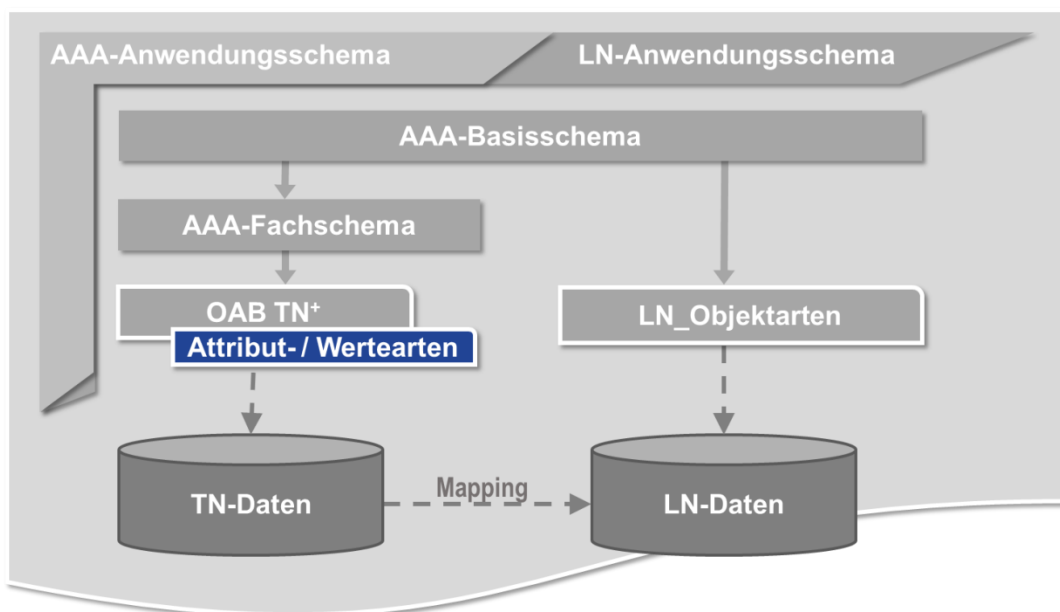 AAA-Anwendungsschema
LN-Anwendungsschema
AAA-Basisschema
AAA-Fachschema
OAB TN⁺
LN_Objektarten
Attribut- / Wertearten
Mapping
TN-Daten
LN-Daten